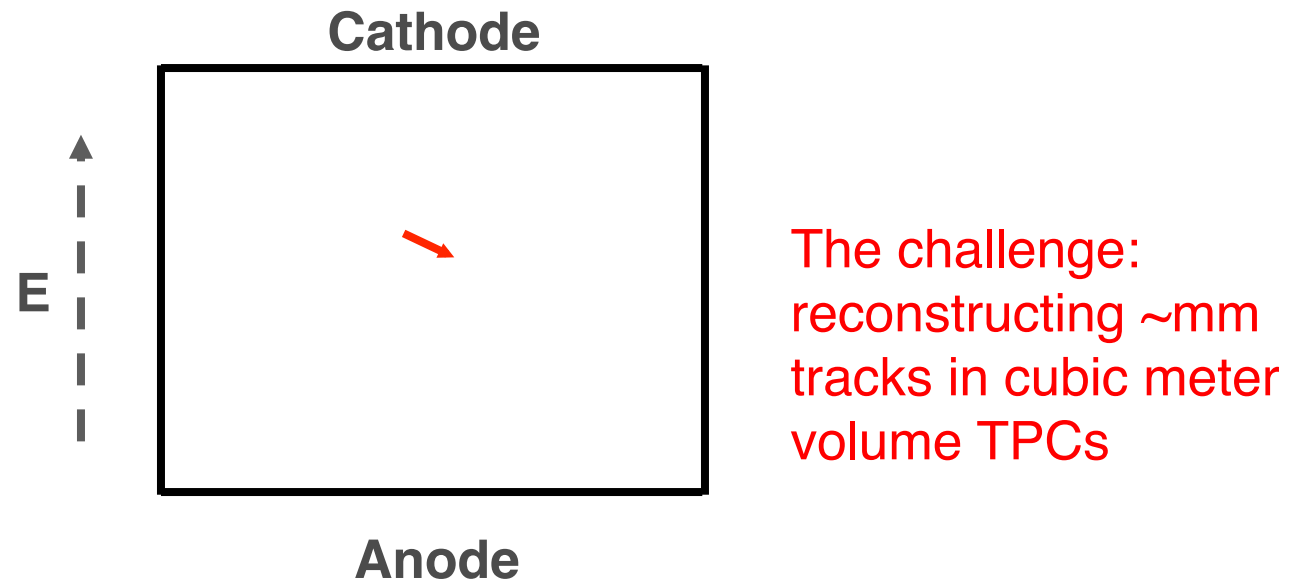 Cathode
E
The challenge:
reconstructing ~mm
tracks in cubic meter
volume TPCs
Anode